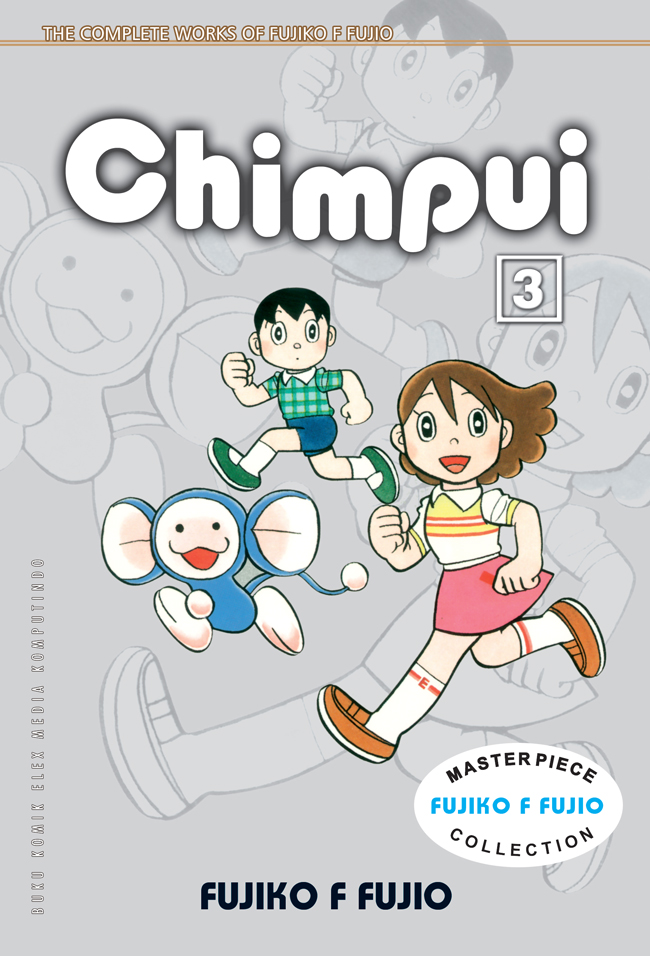 THE COMPLETE WORKS OF FUJIKO F FUJIO
Chimpui
3
E
BUKU KOMIK ELEX MEDIA KOMPUTINDO
MASTERPIECE
FUJIKO F FUJIO
COLLECTION
FUJIKO F FUJIO